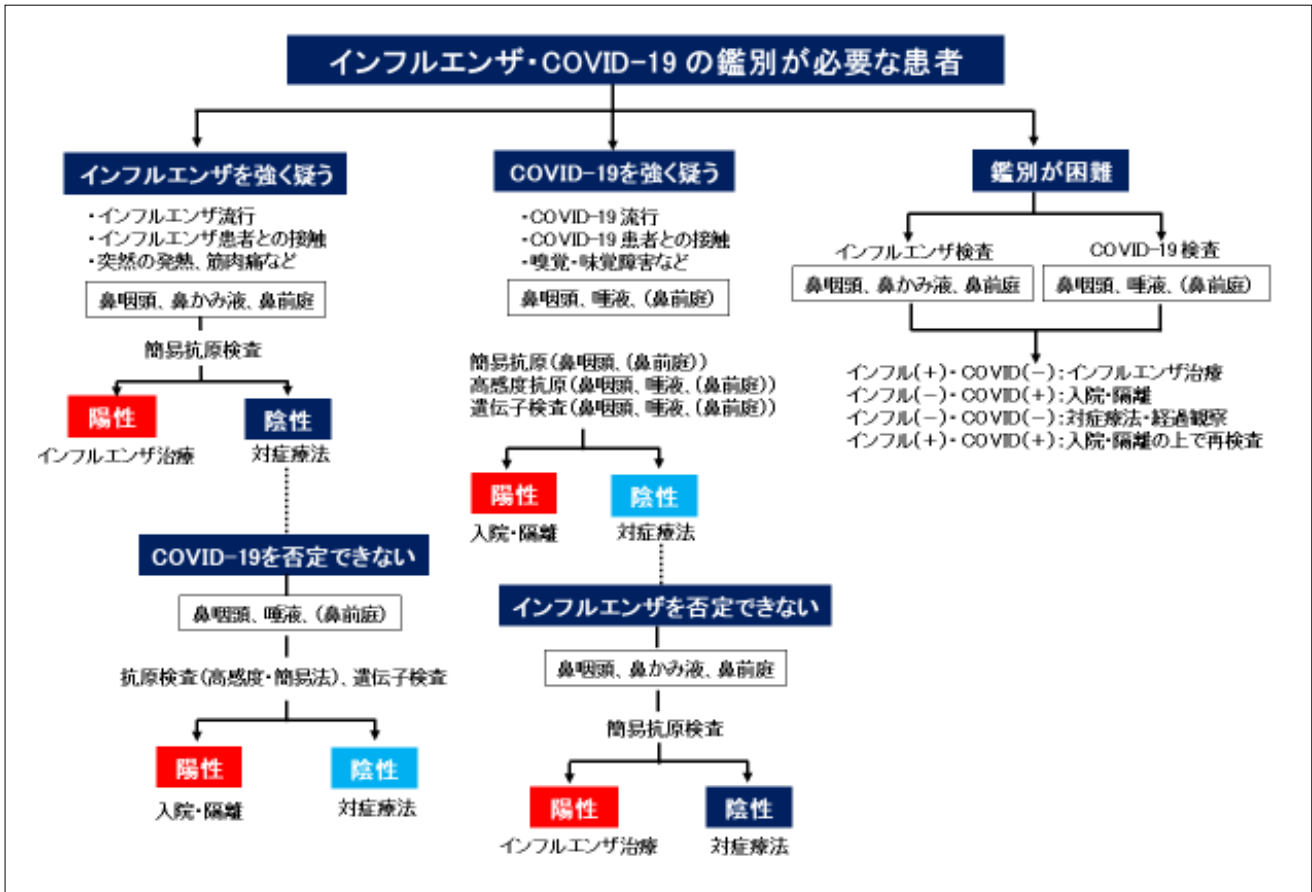 インフルエンザ・COVID-19 の鑑別が必要な患者
インフルエンザを強く疑う
・インフルエンザ流行
・インフルエンザ患者との接触
・突然の発熱、筋肉痛など
鼻咽頭、鼻かみ液、鼻前庭
簡易抗原検査
陽性
インフルエンザ治療
陰性
対症療法
COVID-19を否定できない
鼻咽頭、唾液、(鼻前庭)
抗原検査(高感度・簡易法)、遺伝子検査
陽性
入院・隔離
陰性
対症療法
COVID-19を強く疑う
・COVID-19 流行
・COVID-19 患者との接触
・嗅覚・味覚障害など
鼻咽頭、唾液、(鼻前庭)
簡易抗原(鼻咽頭、(鼻前庭))
高感度抗原(鼻咽頭、唾液、(鼻前庭))
遺伝子検査(鼻咽頭、唾液、(鼻前庭))
陽性
入院・隔離
陰性
対症療法
インフルエンザを否定できない
鼻咽頭、鼻かみ液、鼻前庭
簡易抗原検査
陽性
インフルエンザ治療
陰性
対症療法
鑑別が困難
インフルエンザ検査
鼻咽頭、鼻かみ液、鼻前庭
COVID-19 検査
鼻咽頭、唾液、(鼻前庭)
インフル(+)・COVID(-):インフルエンザ治療
インフル(-)・COVID(+):入院・隔離
インフル(-)・COVID(-):対症療法・経過観察
インフル(+)・COVID(+):入院・隔離の上で再検査